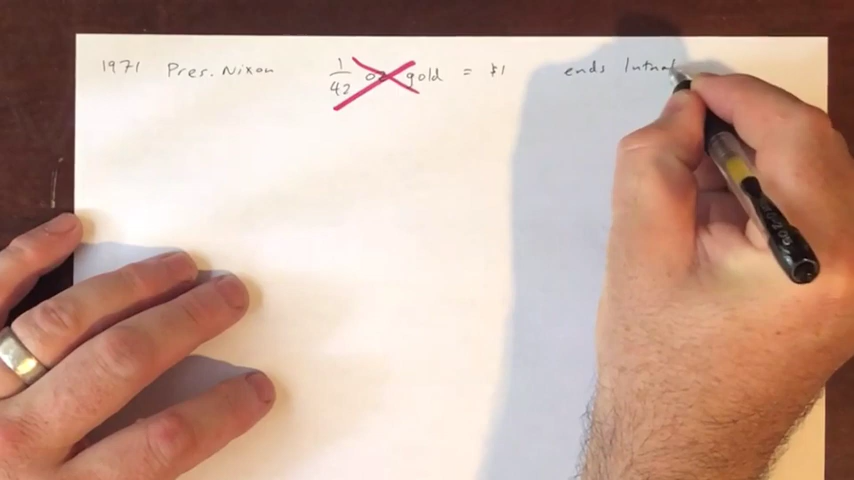 1971 Pres. Nixon 1/42 oz gold = $1 ends